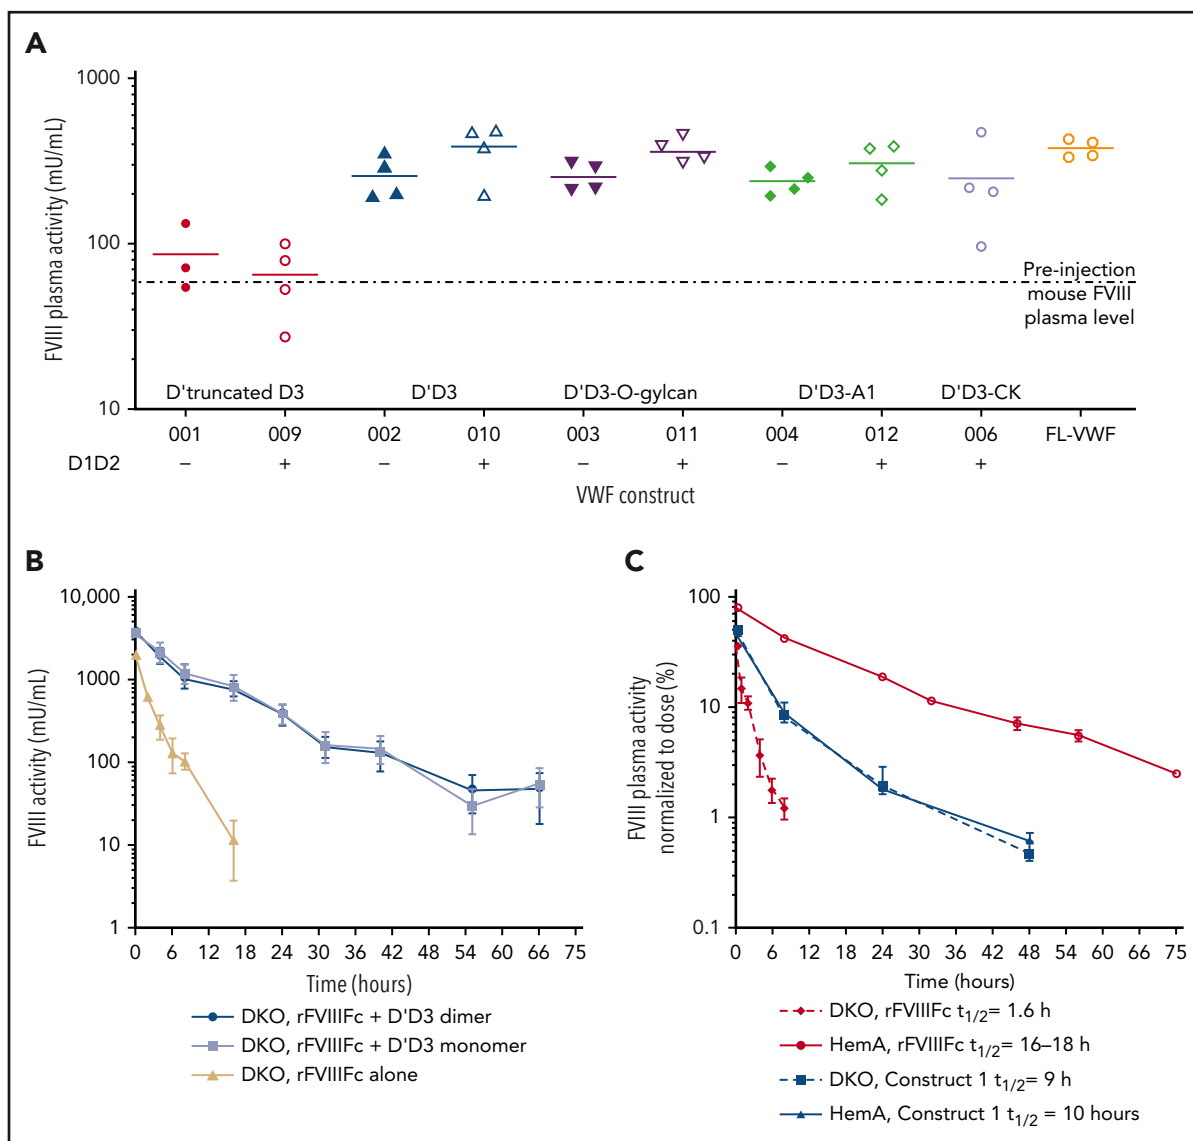 A
FVIII plasma activity (mU/mL)
1000
100
10
Pre-injection
mouse FVIII
plasma level
D'truncated D3 D'D3 D'D3-O-gylcan D'D3-A1 D'D3-CK
001 009 002 010 003 011 004 012 006 FL-VWF
D1D2 – + – + – + – + +
VWF construct
B
FVIII activity (mU/mL)
10,000
1000
100
10
1
0 6 12 18 24 30 36 42 48 54 60 66 75
Time (hours)
DKO, rFVIIIFc + D'D3 dimer
DKO, rFVIIIFc + D'D3 monomer
DKO, rFVIIIFc alone
C
FVIII plasma activity
normalized to dose (%)
100
10
1
0.1
0 6 12 18 24 30 36 42 48 54 60 66 75
Time (hours)
DKO, rFVIIIFc t1/2= 1.6 h
HemA, rFVIIIFc t1/2= 16–18 h
DKO, Construct 1 t1/2= 9 h
HemA, Construct 1 t1/2 = 10 hours